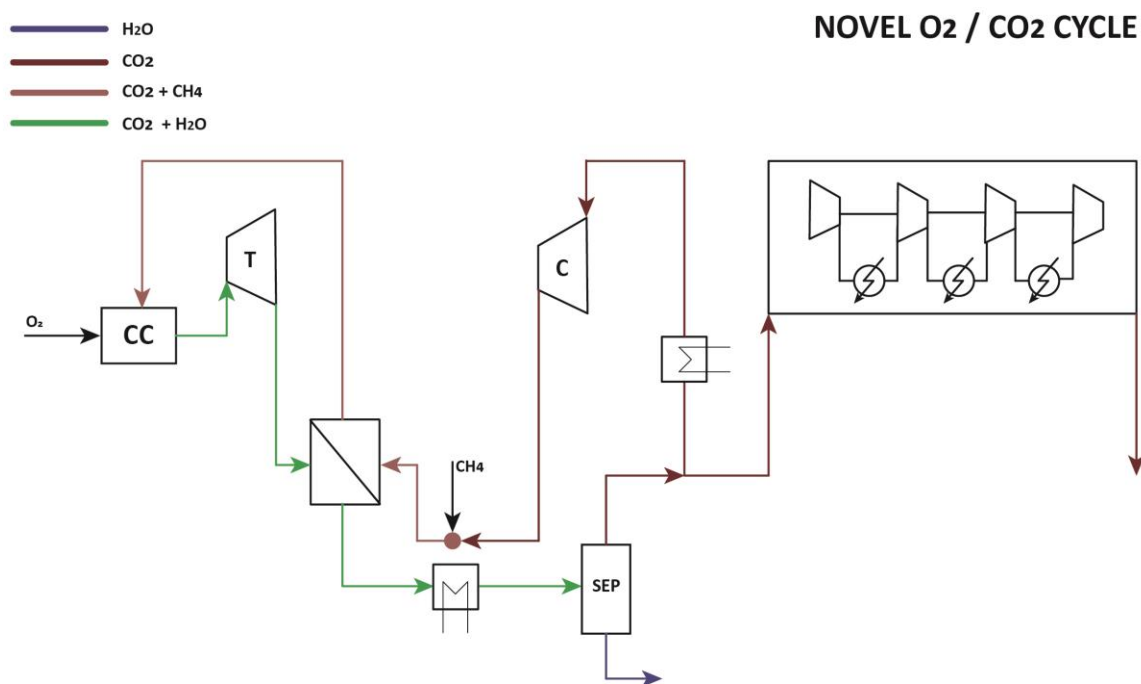 NOVEL O2 / CO2 CYCLE
H2O
CO2
CO2 + CH4
CO2 + H2O
T
C
O2
CC
CH4
SEP